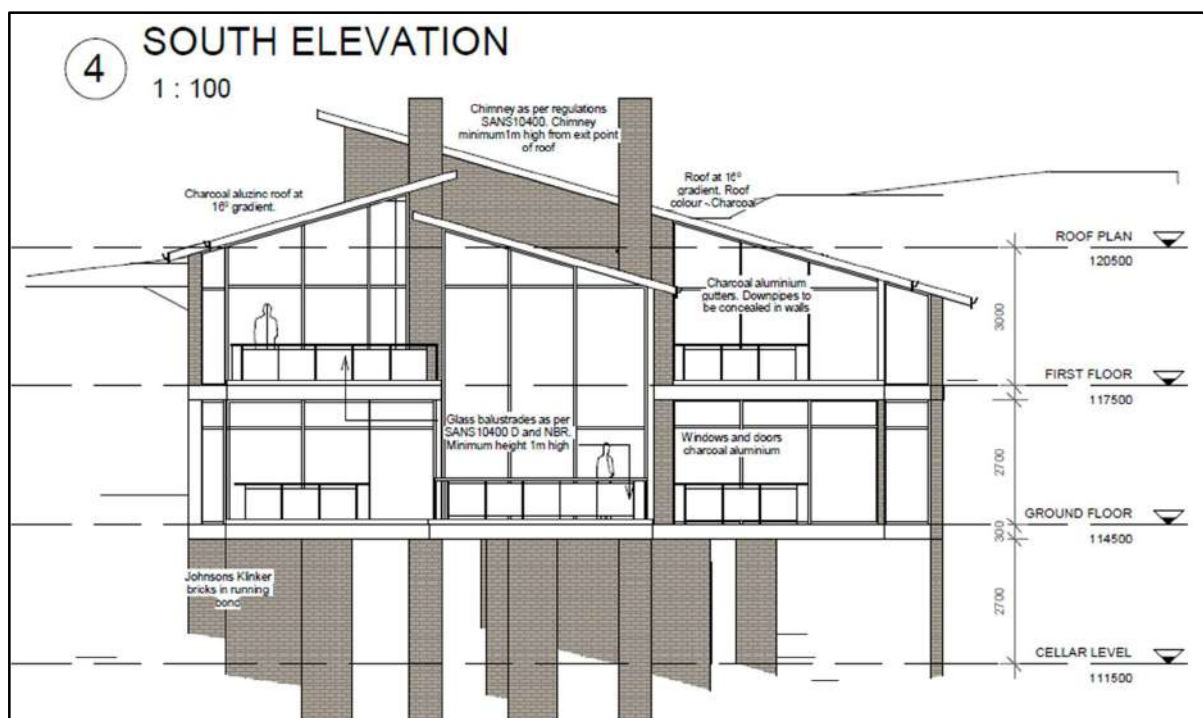 4
SOUTH ELEVATION
1 : 100
Chimney as per regulations
SANS10400. Chimney
minimum1m high from exit point
of roof
Charcoal aluzinc roof at
16º gradient.
Roof at 16º
gradient. Roof
colour - Charcoal
ROOF PLAN
120500
Charcoal aluminium
gutters. Downpipes to
be concealed in walls
3000
FIRST FLOOR
117500
Glass balustrades as per
SANS10400 D and NBR.
Minimum height 1m high
Windows and doors
charcoal aluminium
2700
GROUND FLOOR
114500
300
Johnsons Klinker
bricks in running
bond
2700
CELLAR LEVEL
111500